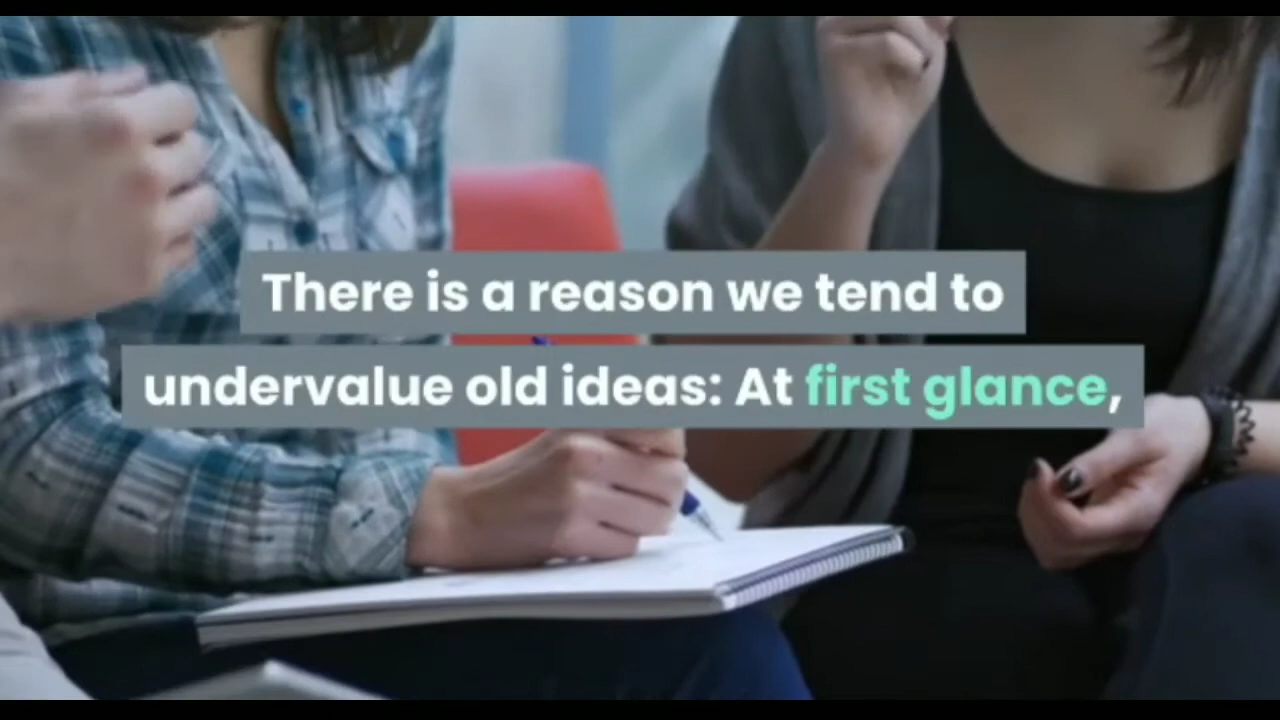 There is a reason we tend to
undervalue old ideas: At first glance,